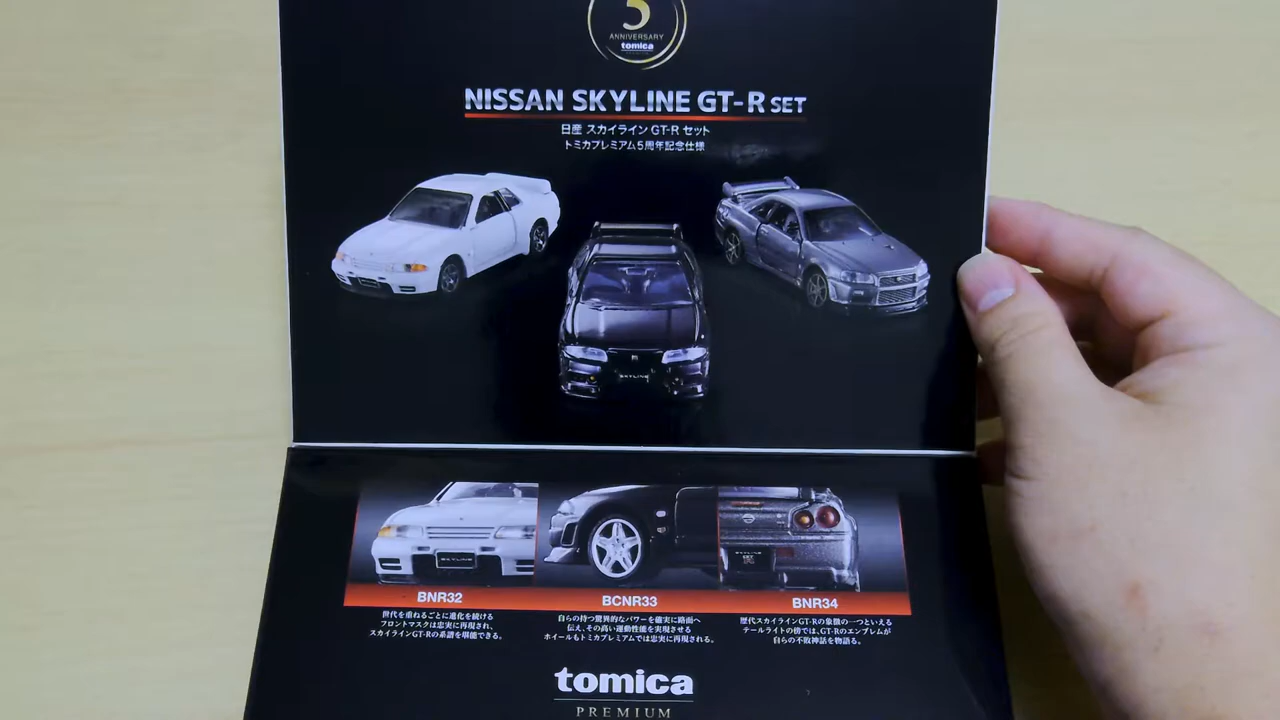 5
ANNIVERSARY
tomica
NISSAN SKYLINE GT-R SET
日産 スカイライン GT-R セット
トミカプレミアム5周年記念仕様
SKYLINE
SKYLINE
BNR32
BCNR33
BNR34
世代を重ねるごとに進化を続ける
フロントマスクは忠実に再現され、
スカイラインGT-Rの系譜を堪能できる。
自らの持つ驚異的なパワーを確実に路面へ
伝え、その高い運動性能を実現させる
ホイールもトミカプレミアムでは忠実に再現される。
歴代スカイラインGT-Rの象徴の一つといえる
テールライトの傍では、GT-Rのエンブレムが
自らの不敗神話を物語る。
tomica
PREMIUM